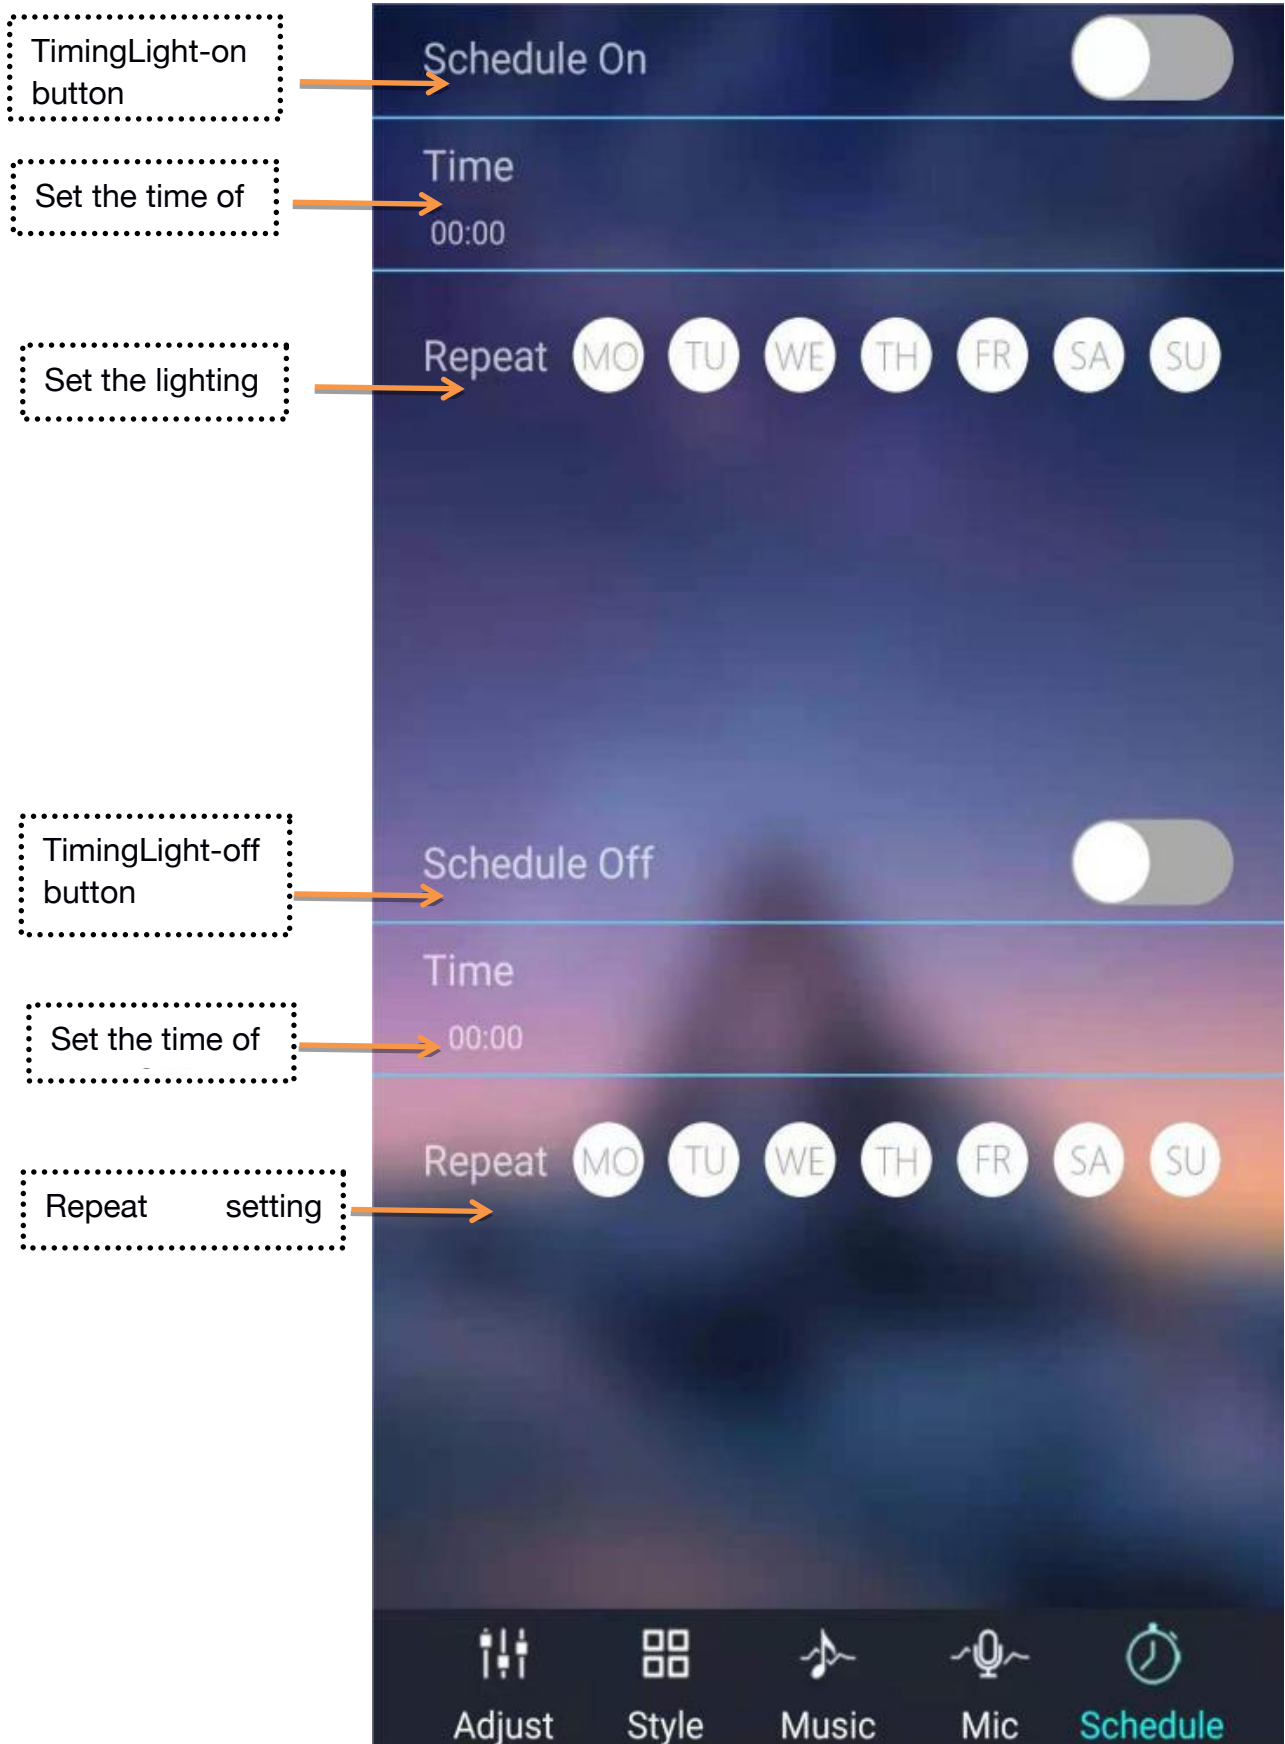 TimingLight-on
button
Schedule On
Set the time of
Time
00:00
Set the lighting
Repeat MO TU WE TH FR SA SU
TimingLight-off
button
Schedule Off
Time
Set the time of
00:00
Repeat MO TU WE TH FR SA SU
Repeat setting
Adjust Style Music Mic Schedule